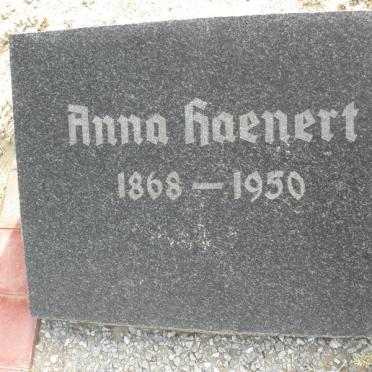 Anna Haenert
1868 — 1950